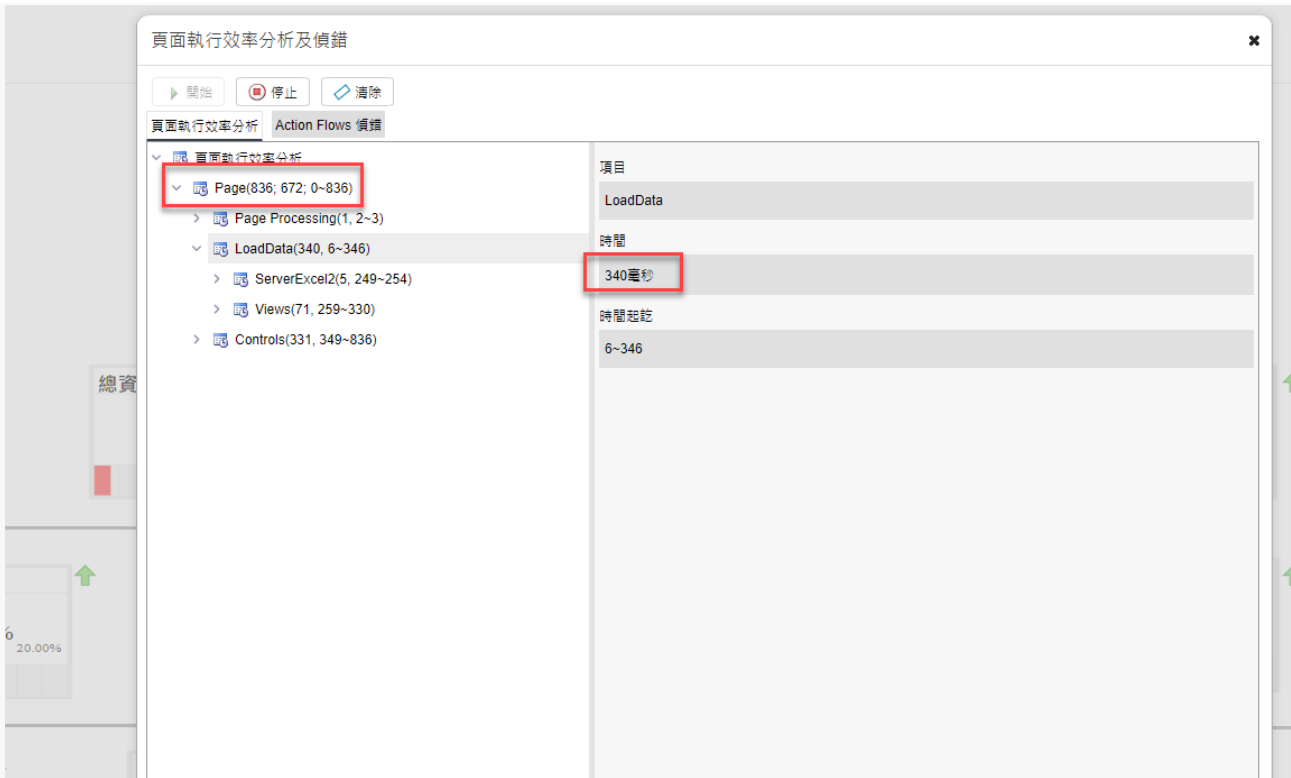 頁面執行效率分析及偵錯
開始 停止 清除
頁面執行效率分析 Action Flows 偵錯
頁面執行效率分析
Page(836; 672; 0~836)
Page Processing(1, 2~3)
LoadData(340, 6~346)
ServerExcel2(5, 249~254)
Views(71, 259~330)
Controls(331, 349~836)
項目
LoadData
時間
340毫秒
時間起訖
6~346
總資
%
20.00%